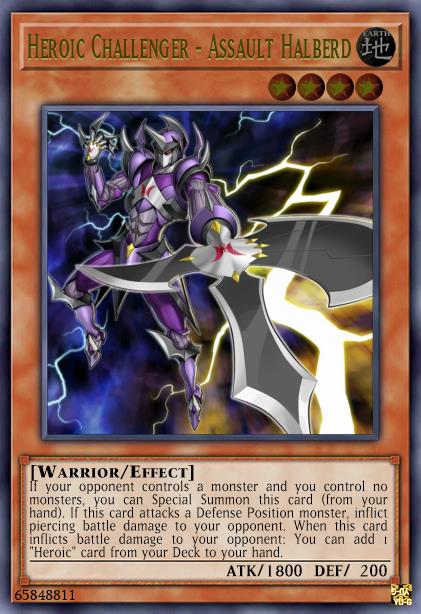 HEROIC CHALLENGER - ASSAULT HALBERD
EARTH
地
[WARRIOR/EFFECT]
If your opponent controls a monster and you control no
monsters, you can Special Summon this card (from your
hand). If this card attacks a Defense Position monster, inflict
piercing battle damage to your opponent. When this card
inflicts battle damage to your opponent: You can add 1
"Heroic" card from your Deck to your hand.
ATK/1800 DEF/ 200
65848811